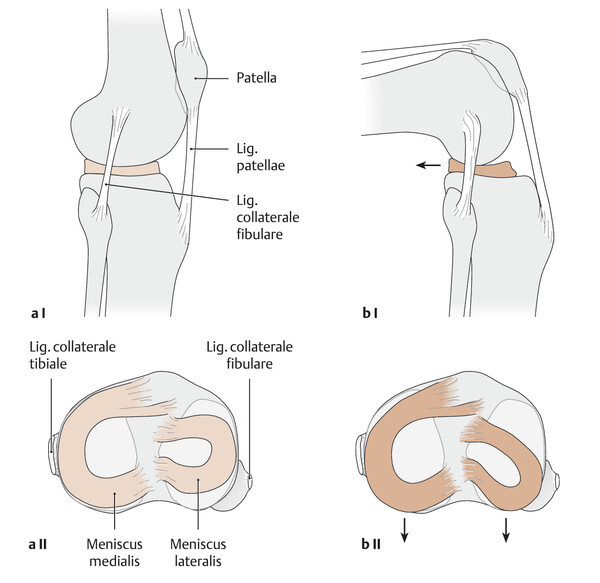 Patella
Lig.
patellae
Lig.
collaterale
fibulare
a I
b I
Lig. collaterale
tibiale
Lig. collaterale
fibulare
a II
Meniscus
medialis
Meniscus
lateralis
b II